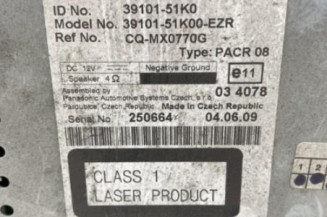 ID No. 39101-51K0
Model No. 39101-51K00-EZR
Ref No. CQ-MX0770G
Type: PACR 08
DC 12V Negative Ground
Speaker 4Ω
e11
Assembled by 03 4078
Panasonic Automotive Systems Czech, s.r.o.
Pardubice, Czech Republic Made in Czech Republic
Serial No 250664 04.06.09
CLASS 1
LASER PRODUCT
1 2